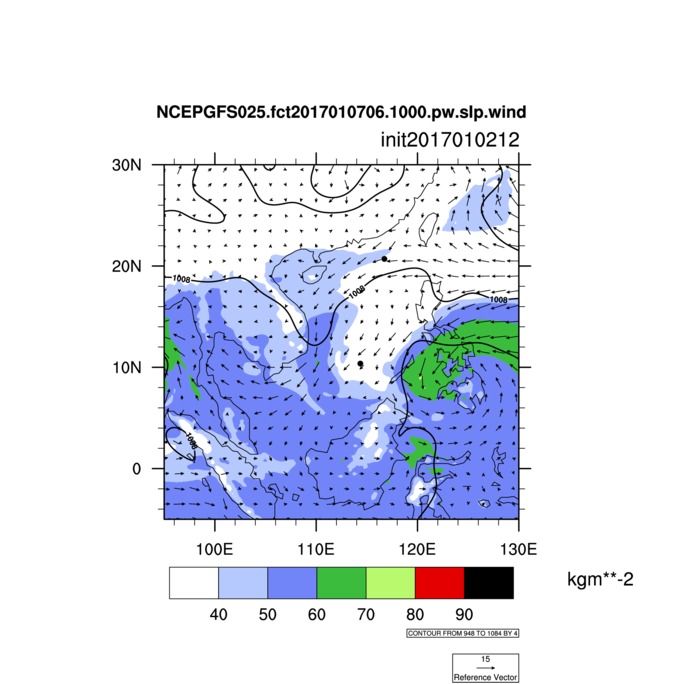 NCEPGFS025.fct2017010706.1000.pw.slp.wind
init2017010212
30N
20N
10N
0
1008
1008
1008
1008
100E 110E 120E 130E
kgm**-2
40 50 60 70 80 90
CONTOUR FROM 948 TO 1084 BY 4
15
Reference Vector